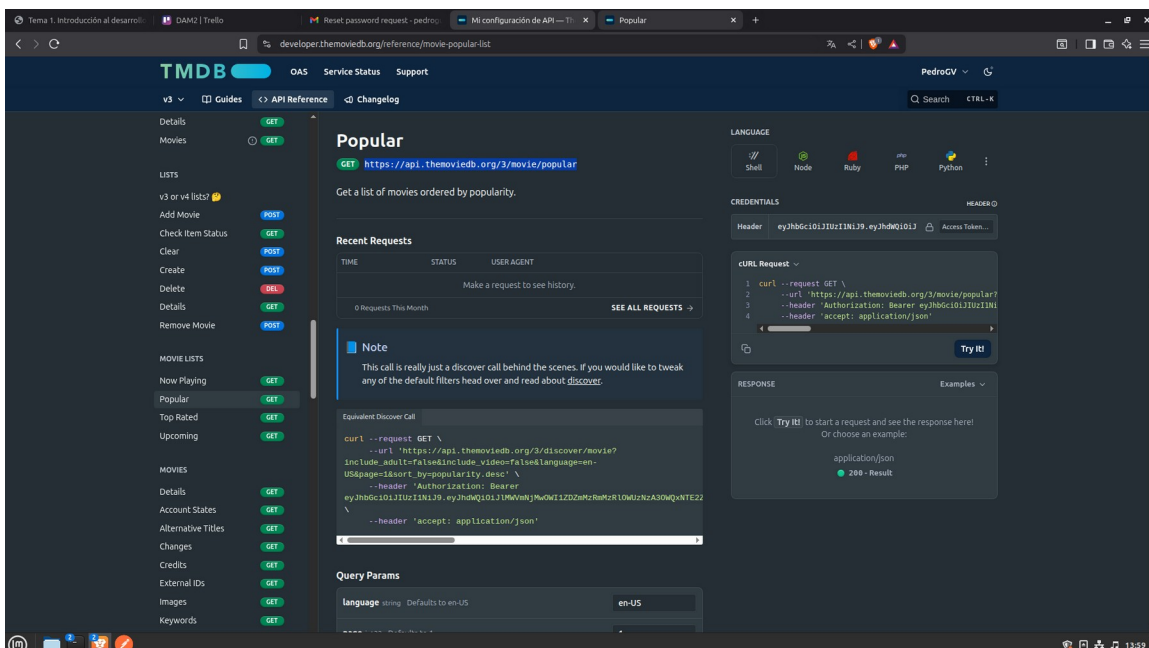 Tema 1. Introducción al desarroll
DAM2 | Trello
Reset password request - pedrop
Mi configuración de API — Th
Popular
developer.themoviedb.org/reference/movie-popular-list
TMDB
OAS
Service Status
Support
PedroGV
v3
Guides
<> API Reference
Changelog
Search
CTRL-K
Details GET
Movies GET
LISTS
v3 or v4 lists? 🤔
Add Movie POST
Check Item Status GET
Clear POST
Create POST
Delete DEL
Details GET
Remove Movie POST
MOVIE LISTS
Now Playing GET
Popular GET
Top Rated GET
Upcoming GET
MOVIES
Details GET
Account States GET
Alternative Titles GET
Changes GET
Credits GET
External IDs GET
Images GET
Keywords GET
Popular
GET https://api.themoviedb.org/3/movie/popular
Get a list of movies ordered by popularity.
Recent Requests
TIME STATUS USER AGENT
Make a request to see history.
0 Requests This Month SEE ALL REQUESTS →
📘 Note
This call is really just a discover call behind the scenes. If you would like to tweak
any of the default filters head over and read about discover.
Equivalent Discover Call
curl --request GET \
--url 'https://api.themoviedb.org/3/discover/movie?
include_adult=false&include_video=false&language=en-
US&page=1&sort_by=popularity.desc' \
--header 'Authorization: Bearer
\
--header 'accept: application/json'
Query Params
language string Defaults to en-US en-US
LANGUAGE
Shell
Node
Ruby
php
PHP
Python
CREDENTIALS
HEADER
Header eyJhbGciOiJIUzI1NiJ9.eyJhdWQiOiJ Access Token...
cURL Request
1 curl --request GET \
2 --url 'https://api.themoviedb.org/3/movie/popular?
3 --header 'Authorization: Bearer eyJhbGciOiJIUzI1Ni
4 --header 'accept: application/json'
Try It!
RESPONSE
Examples
Click Try It! to start a request and see the response here!
Or choose an example:
application/json
200 - Result
2
2
13:59